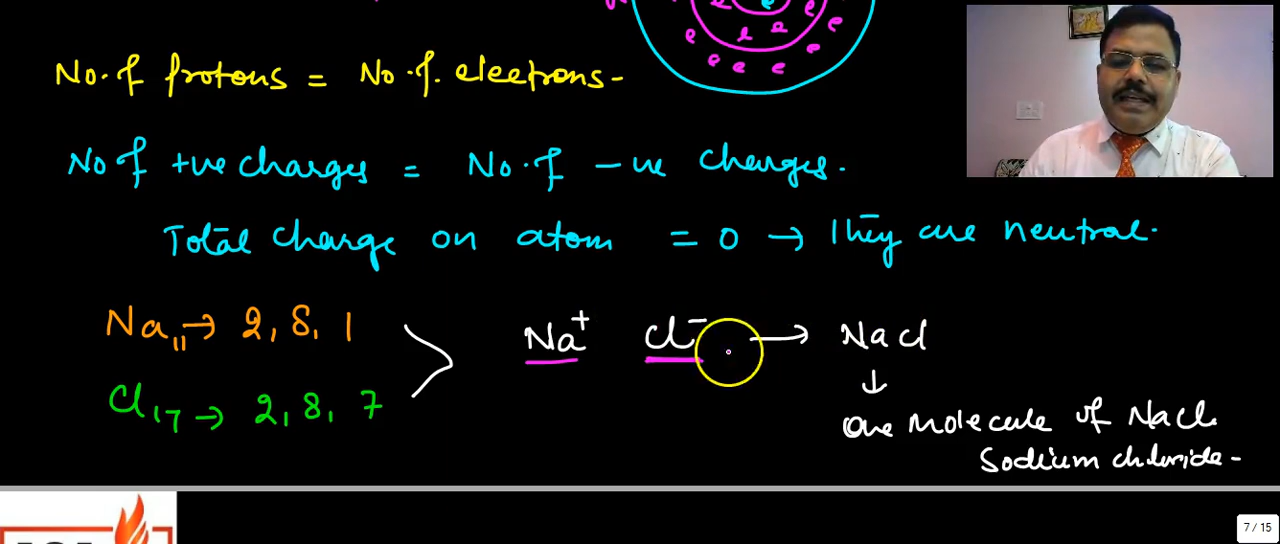 No. of protons = No. of. electrons-
No of +ve charges = No. of -ve charges.
Total charge on atom = 0 → They are neutral.
Na₁₁ → 2, 8, 1
Cl₁₇ → 2, 8, 7
Na⁺ Cl⁻ → NaCl
↓
One Molecule of NaCl.
Sodium chloride-
7 / 15